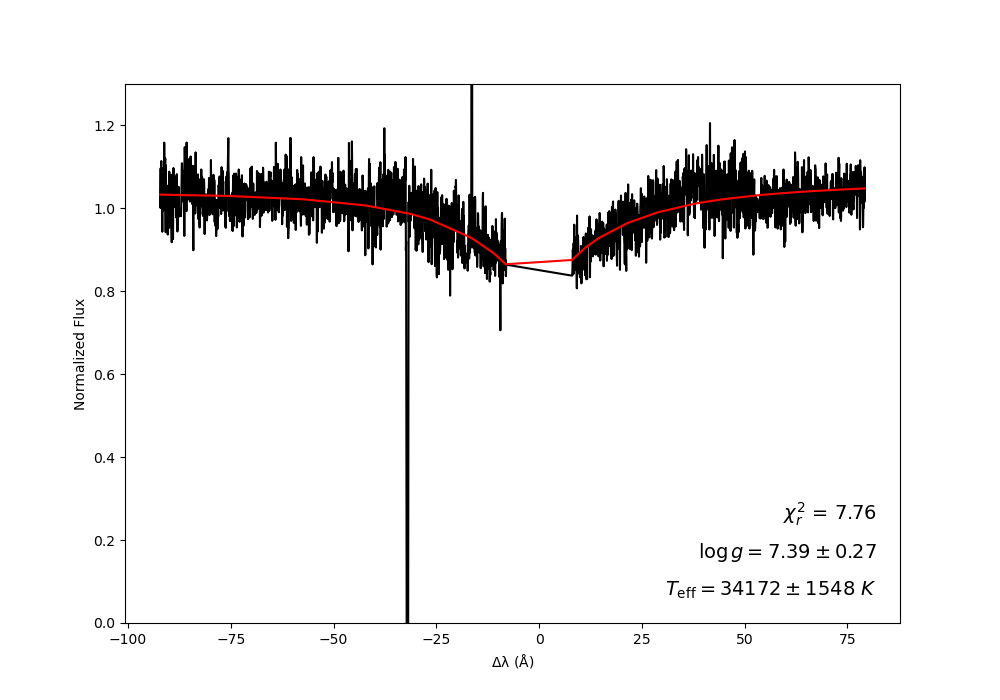 1.2
1.0
0.8
0.6
0.4
0.2
0.0
Normalized Flux
χ²ᵣ = 7.76
log g = 7.39 ± 0.27
T_eff = 34172 ± 1548 K
−100 −75 −50 −25 0 25 50 75
Δλ (Å)